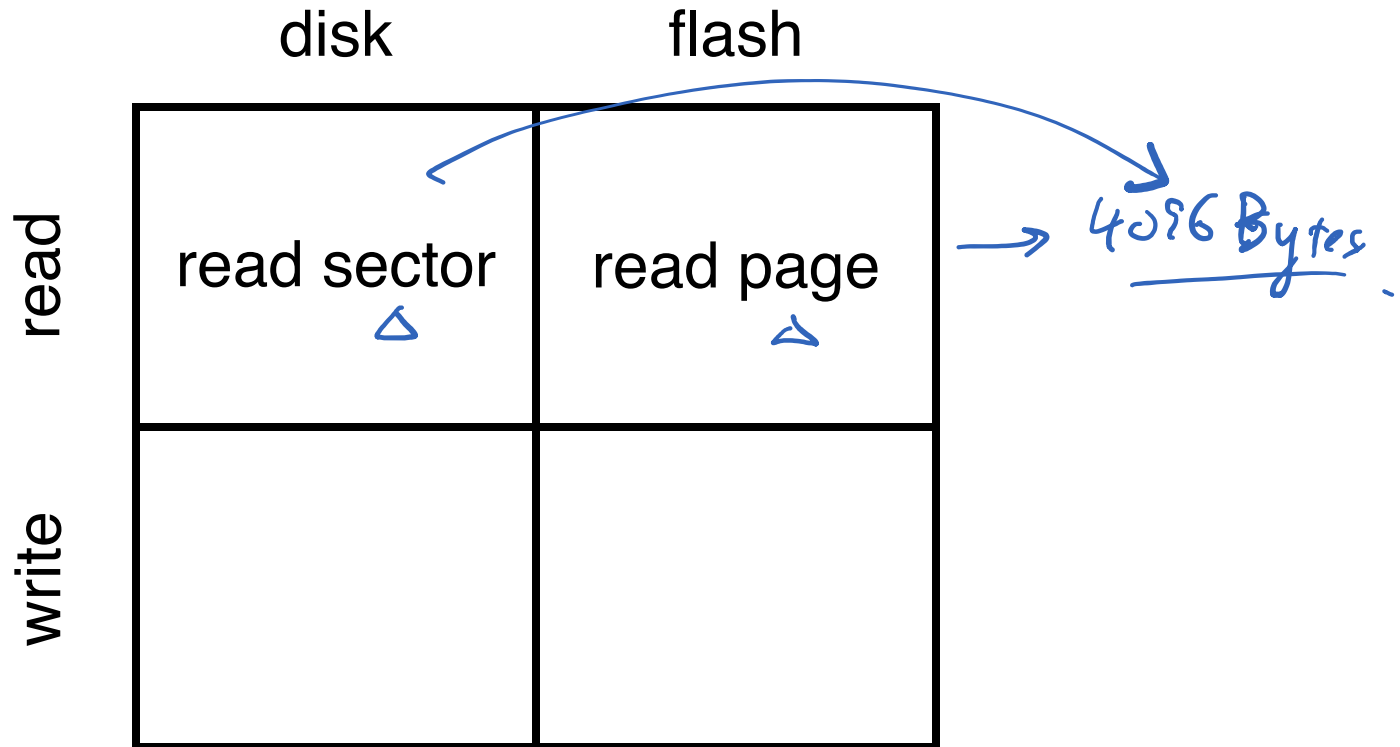 disk flash
read
read sector read page
4096 Bytes
write